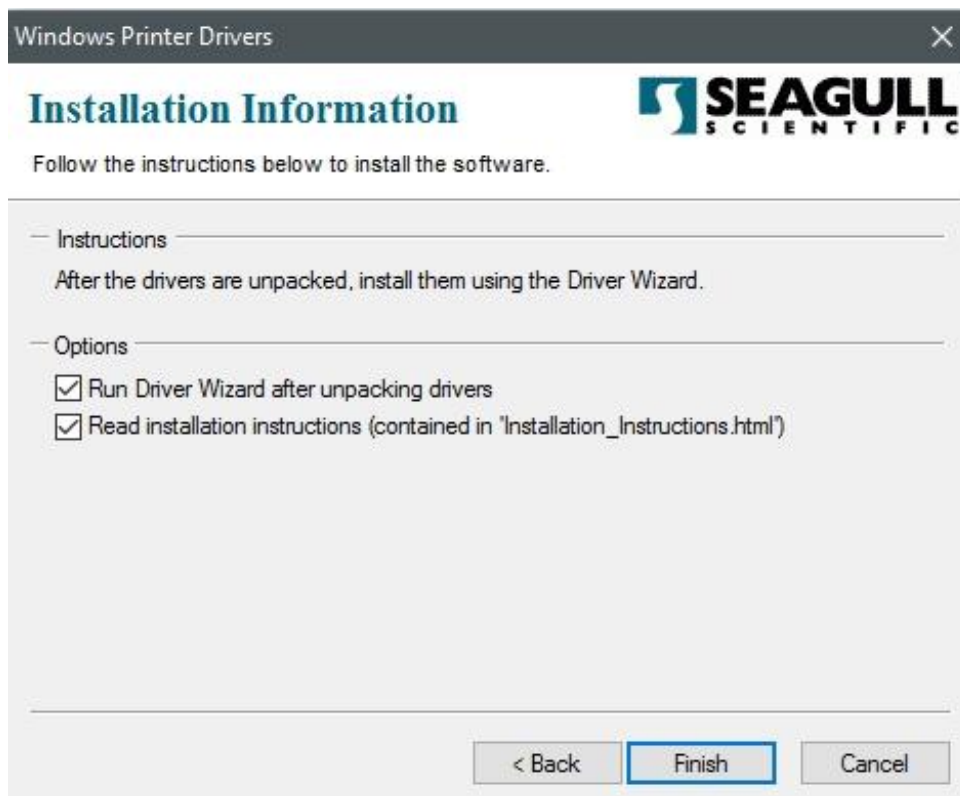 Windows Printer Drivers
Installation Information
SEAGULL
SCIENTIFIC
Follow the instructions below to install the software.
Instructions
After the drivers are unpacked, install them using the Driver Wizard.
Options
Run Driver Wizard after unpacking drivers
Read installation instructions (contained in 'Installation_Instructions.html')
< Back
Finish
Cancel